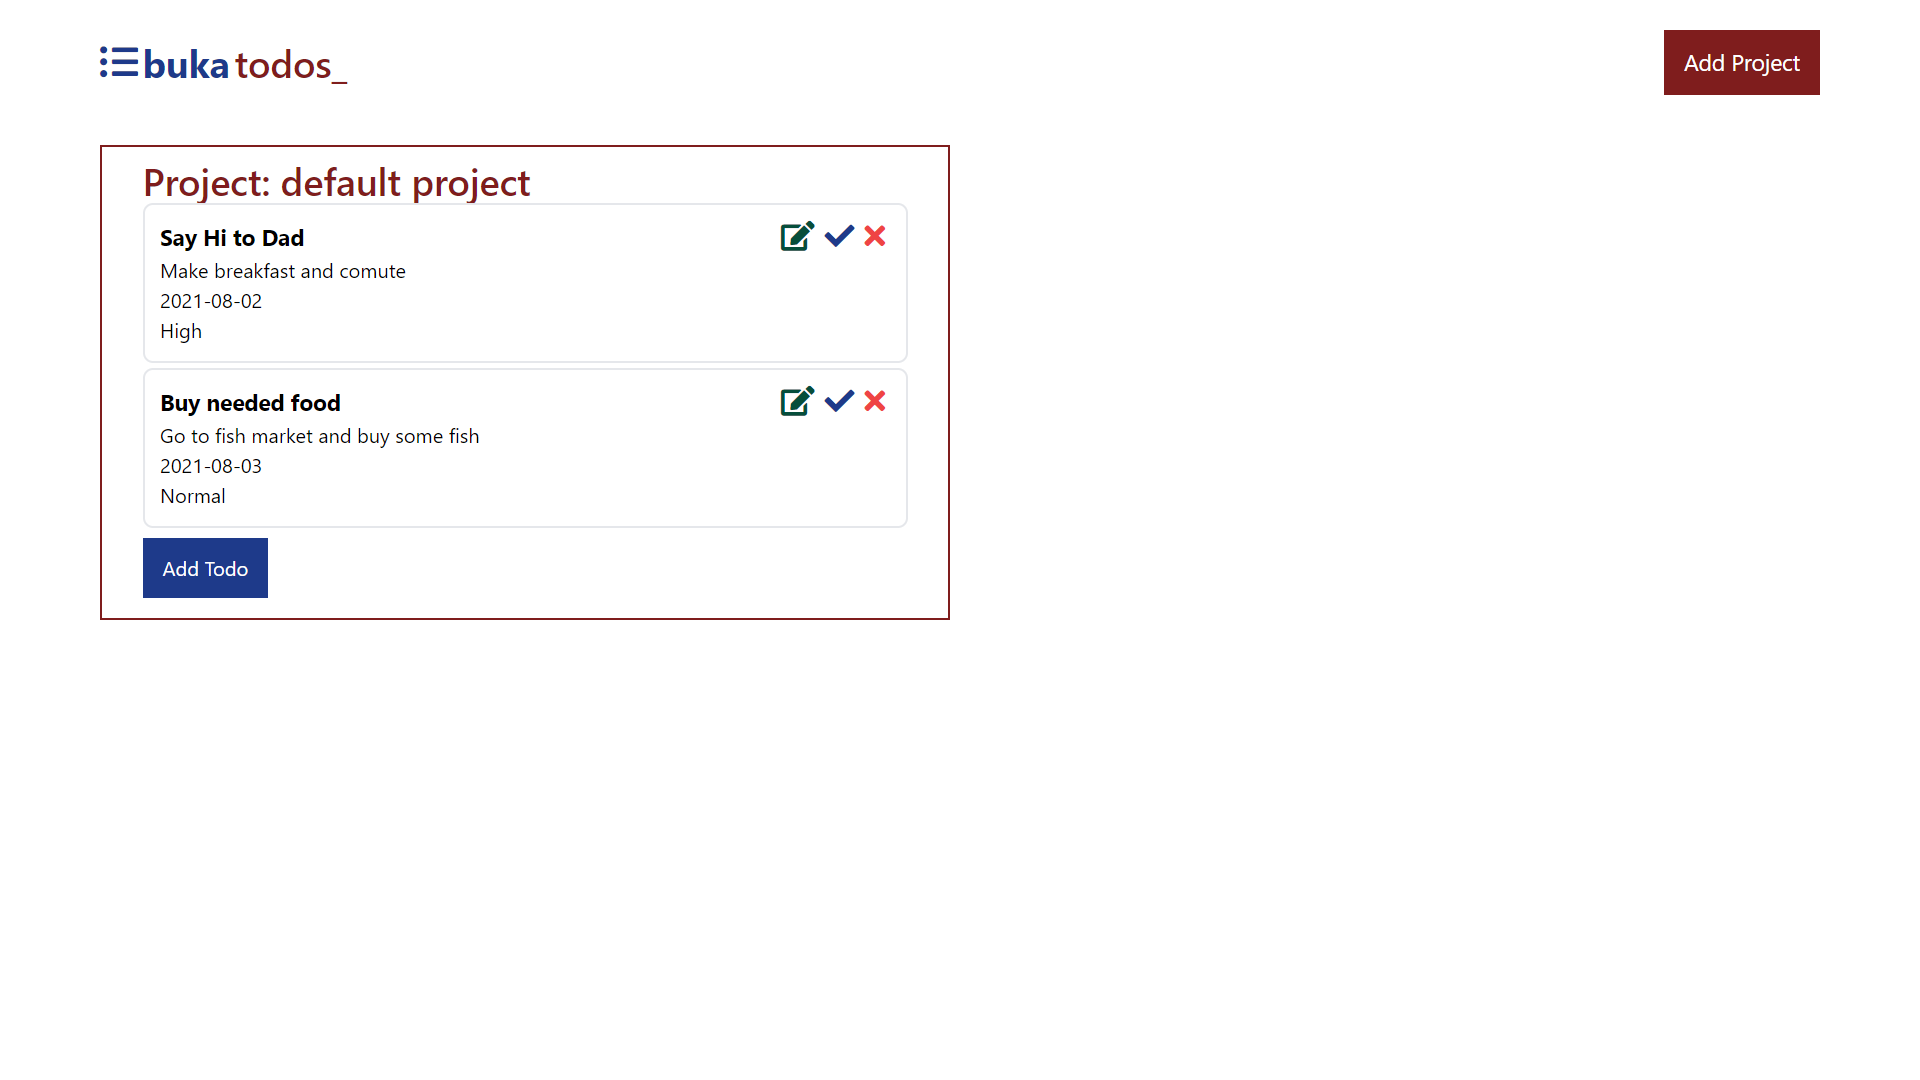 buka todos_
Add Project
Project: default project
Say Hi to Dad
Make breakfast and comute
2021-08-02
High
Buy needed food
Go to fish market and buy some fish
2021-08-03
Normal
Add Todo